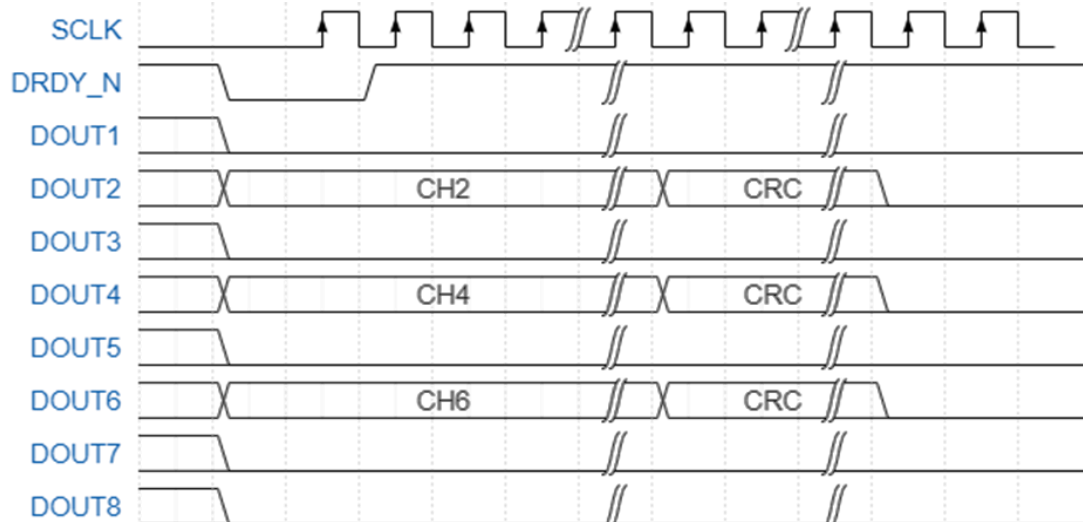 SCLK
DRDY_N
DOUT1
DOUT2 CH2 CRC
DOUT3
DOUT4 CH4 CRC
DOUT5
DOUT6 CH6 CRC
DOUT7
DOUT8